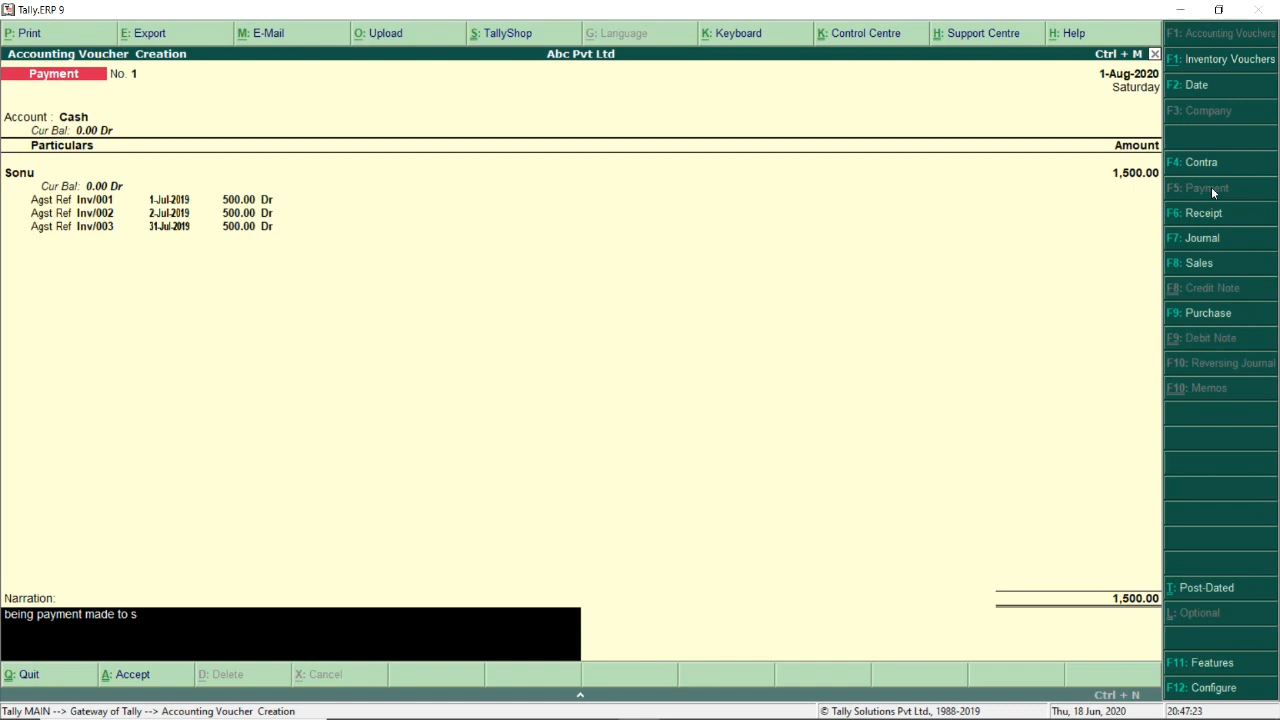 Tally.ERP 9
P: Print E: Export M: E-Mail O: Upload S: TallyShop G: Language K: Keyboard K: Control Centre H: Support Centre H: Help
Accounting Voucher Creation Abc Pvt Ltd Ctrl + M
Payment No. 1 1-Aug-2020
Saturday
Account : Cash
Cur Bal: 0.00 Dr
Particulars Amount
Sonu 1,500.00
Cur Bal: 0.00 Dr
Agst Ref Inv/001 1-Jul-2019 500.00 Dr
Agst Ref Inv/002 2-Jul-2019 500.00 Dr
Agst Ref Inv/003 31-Jul-2019 500.00 Dr
Narration: 1,500.00
being payment made to s
Q: Quit A: Accept D: Delete X: Cancel
Ctrl + N
F1: Accounting Vouchers
F1: Inventory Vouchers
F2: Date
F3: Company
F4: Contra
F5: Payment
F6: Receipt
F7: Journal
F8: Sales
F8: Credit Note
F9: Purchase
F9: Debit Note
F10: Reversing Journal
F10: Memos
T: Post-Dated
L: Optional
F11: Features
F12: Configure
Tally MAIN --> Gateway of Tally --> Accounting Voucher Creation © Tally Solutions Pvt Ltd., 1988-2019 Thu, 18 Jun, 2020 20:47:23